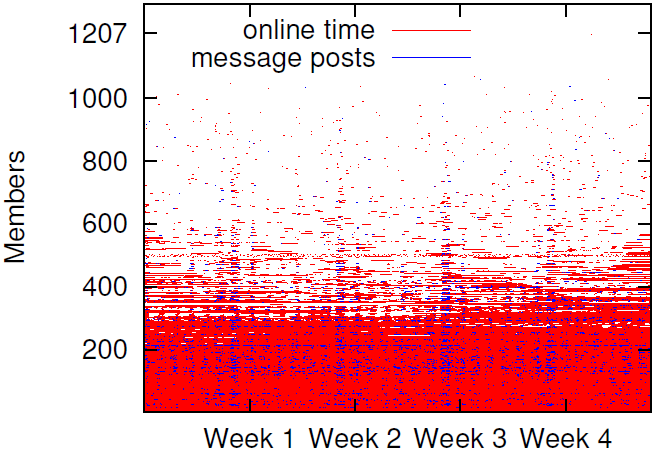 online time
message posts
1207
1000
800
600
400
200
Members
Week 1 Week 2 Week 3 Week 4